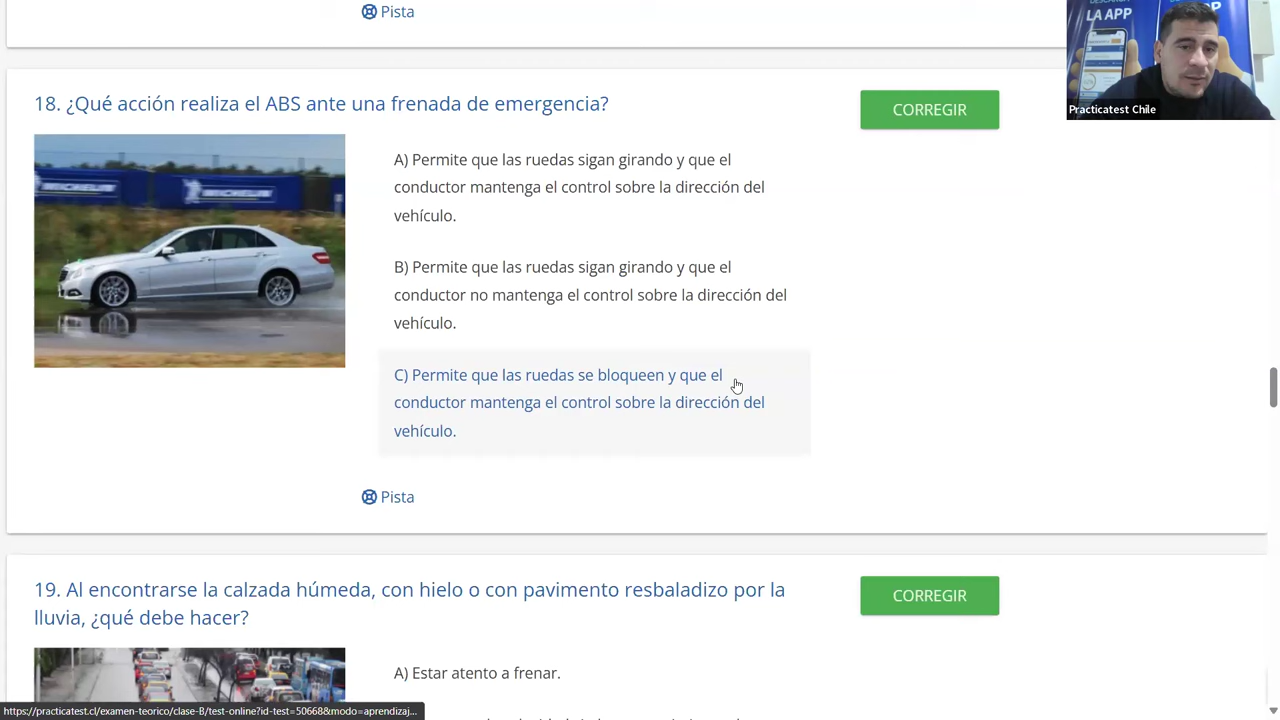 Pista
LA APP
Practicatest Chile
18. ¿Qué acción realiza el ABS ante una frenada de emergencia?
CORREGIR
A) Permite que las ruedas sigan girando y que el
conductor mantenga el control sobre la dirección del
vehículo.
B) Permite que las ruedas sigan girando y que el
conductor no mantenga el control sobre la dirección del
vehículo.
C) Permite que las ruedas se bloqueen y que el
conductor mantenga el control sobre la dirección del
vehículo.
MICHELIN
Pista
19. Al encontrarse la calzada húmeda, con hielo o con pavimento resbaladizo por la
lluvia, ¿qué debe hacer?
CORREGIR
A) Estar atento a frenar.
https://practicatest.cl/examen-teorico/clase-B/test-online?id-test=50668&modo=aprendizaj...